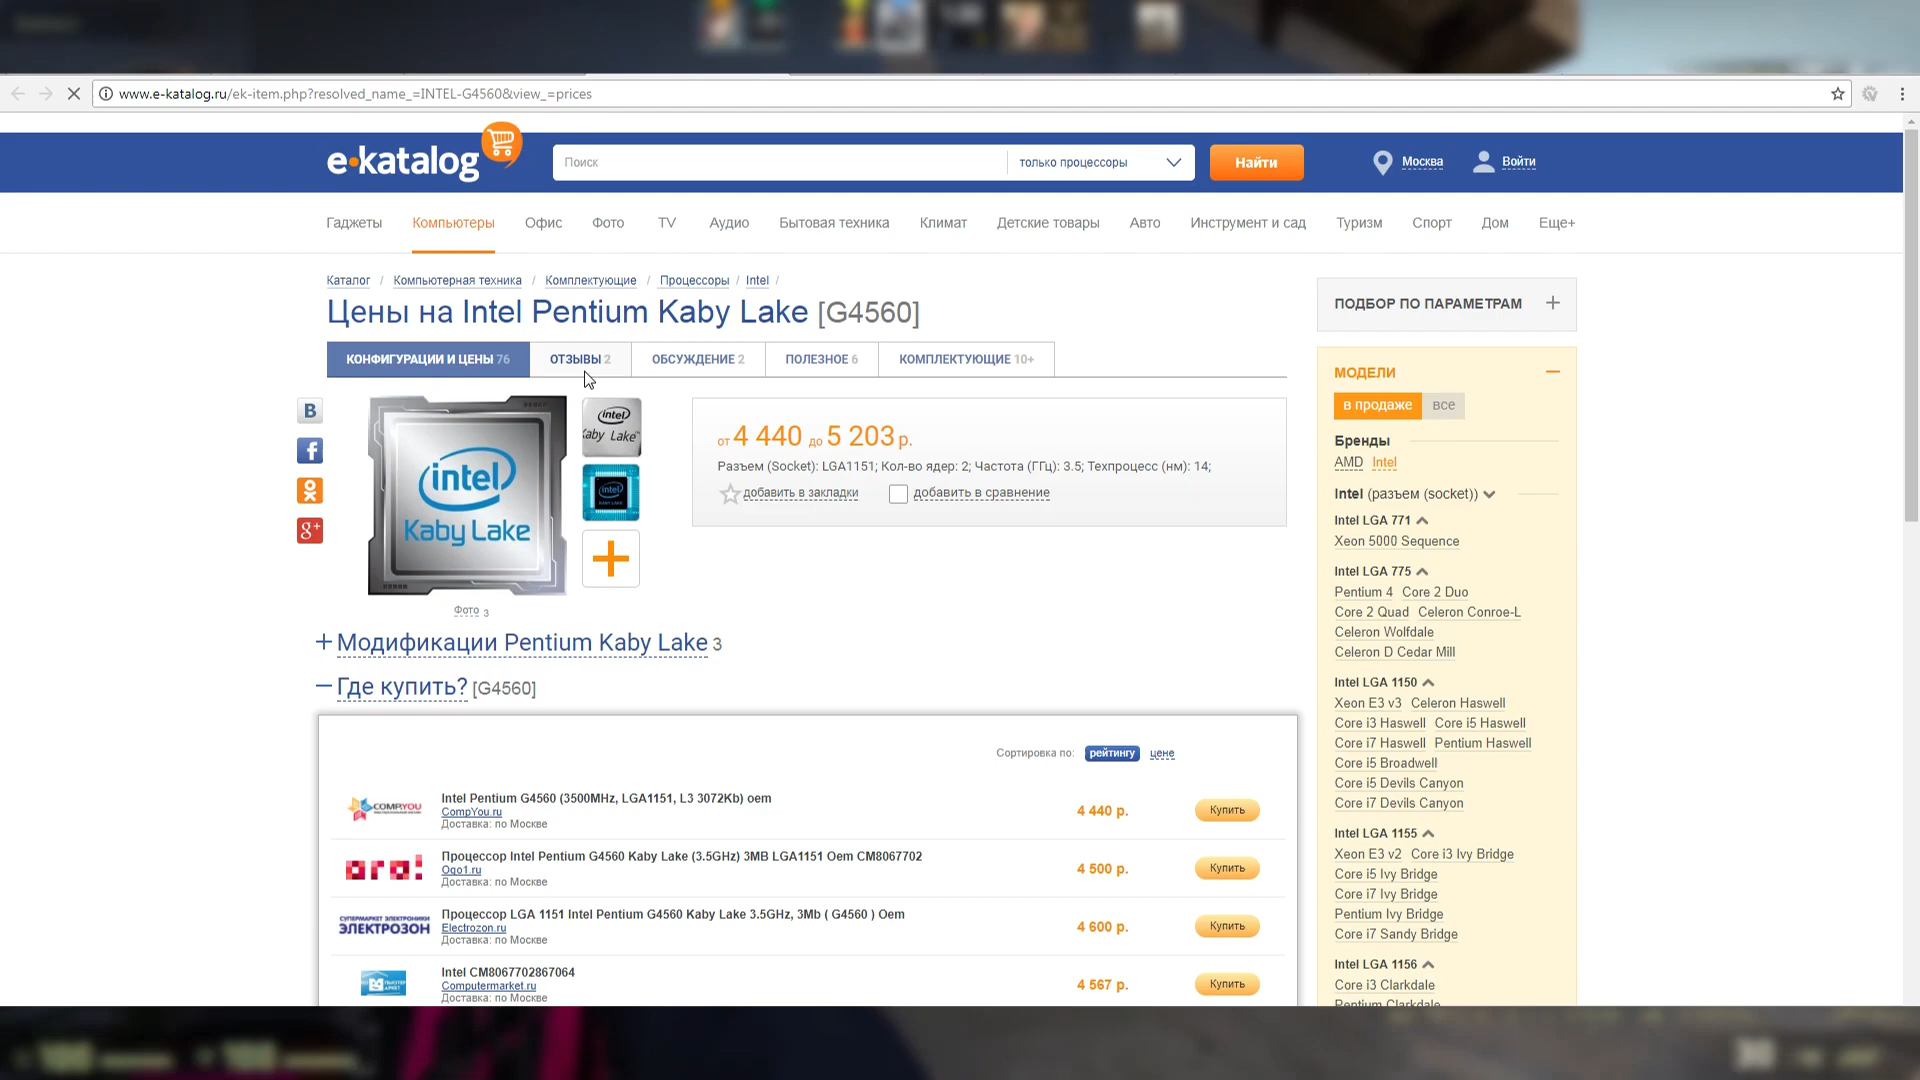 www.e-katalog.ru/ek-item.php?resolved_name_=INTEL-G4560&view_=prices
e•katalog
Поиск
только процессоры
Найти
Москва
Войти
Гаджеты Компьютеры Офис Фото TV Аудио Бытовая техника Климат Детские товары Авто Инструмент и сад Туризм Спорт Дом Еще+
Каталог / Компьютерная техника / Комплектующие / Процессоры / Intel /
Цены на Intel Pentium Kaby Lake [G4560]
КОНФИГУРАЦИИ И ЦЕНЫ 76 ОТЗЫВЫ 2 ОБСУЖДЕНИЕ 2 ПОЛЕЗНОЕ 6 КОМПЛЕКТУЮЩИЕ 10+
intel
Kaby Lake
intel
Kaby Lake
intel
KABY LAKE
Фото 3
от 4 440 до 5 203 р.
Разъем (Socket): LGA1151; Кол-во ядер: 2; Частота (ГГц): 3.5; Техпроцесс (нм): 14;
добавить в закладки
добавить в сравнение
+ Модификации Pentium Kaby Lake 3
— Где купить? [G4560]
Сортировка по: рейтингу цене
COMPYOU
Intel Pentium G4560 (3500MHz, LGA1151, L3 3072Kb) oem
CompYou.ru
Доставка: по Москве
4 440 р.
Купить
Процессор Intel Pentium G4560 Kaby Lake (3.5GHz) 3MB LGA1151 Oem CM8067702
Ogo1.ru
Доставка: по Москве
4 500 р.
Купить
СУПЕРМАРКЕТ ЭЛЕКТРОНИКИ
ЭЛЕКТРОЗОН
Процессор LGA 1151 Intel Pentium G4560 Kaby Lake 3.5GHz, 3Mb ( G4560 ) Oem
Electrozon.ru
Доставка: по Москве
4 600 р.
Купить
Intel CM8067702867064
Computermarket.ru
Доставка: по Москве
4 567 р.
Купить
ПОДБОР ПО ПАРАМЕТРАМ +
МОДЕЛИ —
в продаже все
Бренды
AMD Intel
Intel (разъем (socket))
Intel LGA 771
Xeon 5000 Sequence
Intel LGA 775
Pentium 4 Core 2 Duo
Core 2 Quad Celeron Conroe-L
Celeron Wolfdale
Celeron D Cedar Mill
Intel LGA 1150
Xeon E3 v3 Celeron Haswell
Core i3 Haswell Core i5 Haswell
Core i7 Haswell Pentium Haswell
Core i5 Broadwell
Core i5 Devils Canyon
Core i7 Devils Canyon
Intel LGA 1155
Xeon E3 v2 Core i3 Ivy Bridge
Core i5 Ivy Bridge
Core i7 Ivy Bridge
Pentium Ivy Bridge
Core i7 Sandy Bridge
Intel LGA 1156
Core i3 Clarkdale
Pentium Clarkdale